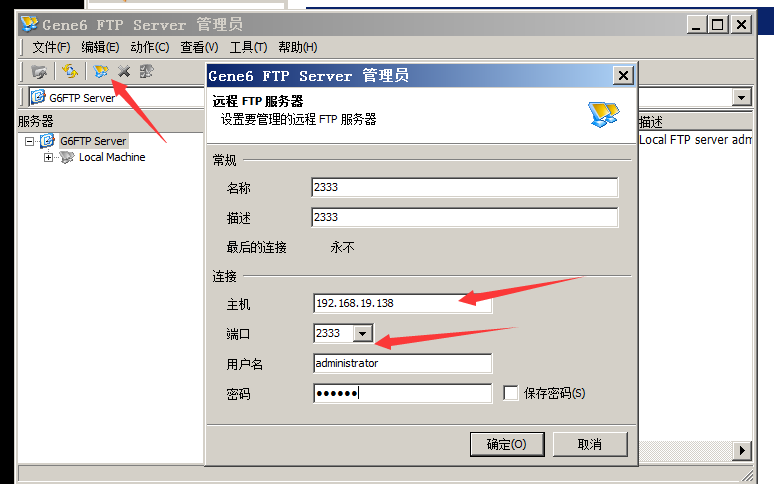 Gene6 FTP Server 管理员
文件(F) 编辑(E) 动作(C) 查看(V) 工具(T) 帮助(H)
G6FTP Server
服务器
G6FTP Server
Local Machine
描述
Local FTP server adm
Gene6 FTP Server 管理员
远程 FTP 服务器
设置要管理的远程 FTP 服务器
常规
名称 2333
描述 2333
最后的连接 永不
连接
主机 192.168.19.138
端口 2333
用户名 administrator
密码 ●●●●●● 保存密码(S)
确定(O) 取消